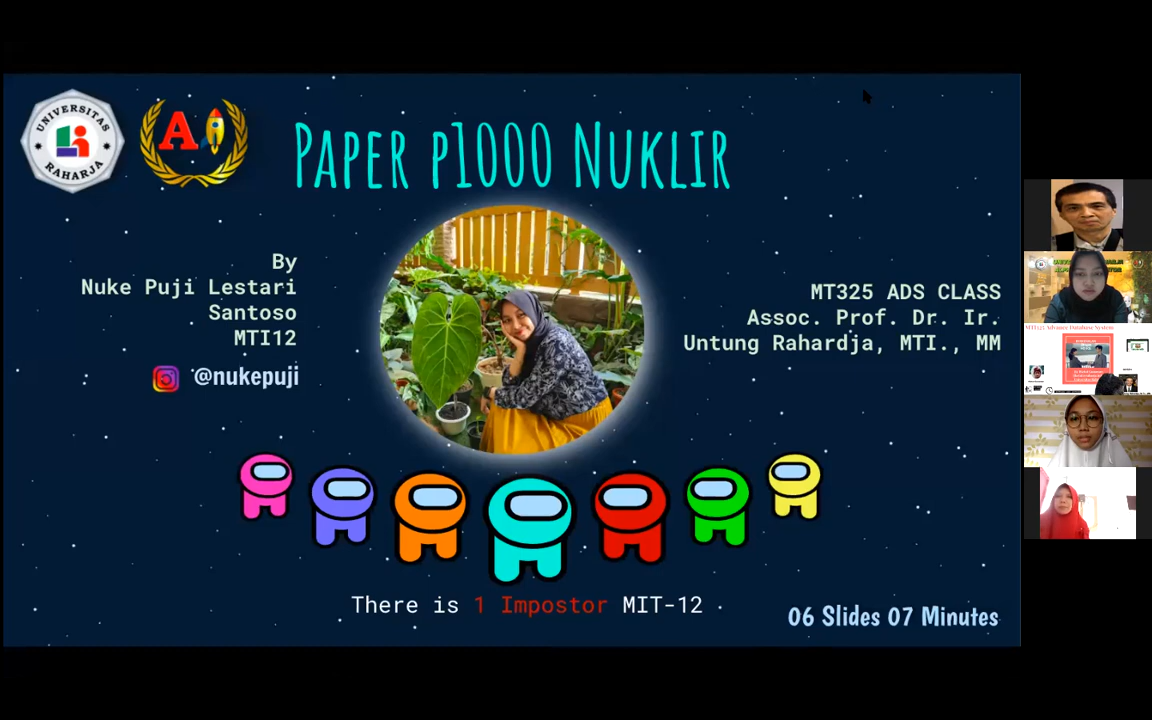 UNIVERSITAS
RAHARJA
A
PAPER P1000 NUKLIR
By
Nuke Puji Lestari
Santoso
MTI12
@nukepuji
MT325 ADS CLASS
Assoc. Prof. Dr. Ir.
Untung Rahardja, MTI., MM
There is 1 Impostor MIT-12
06 Slides 07 Minutes